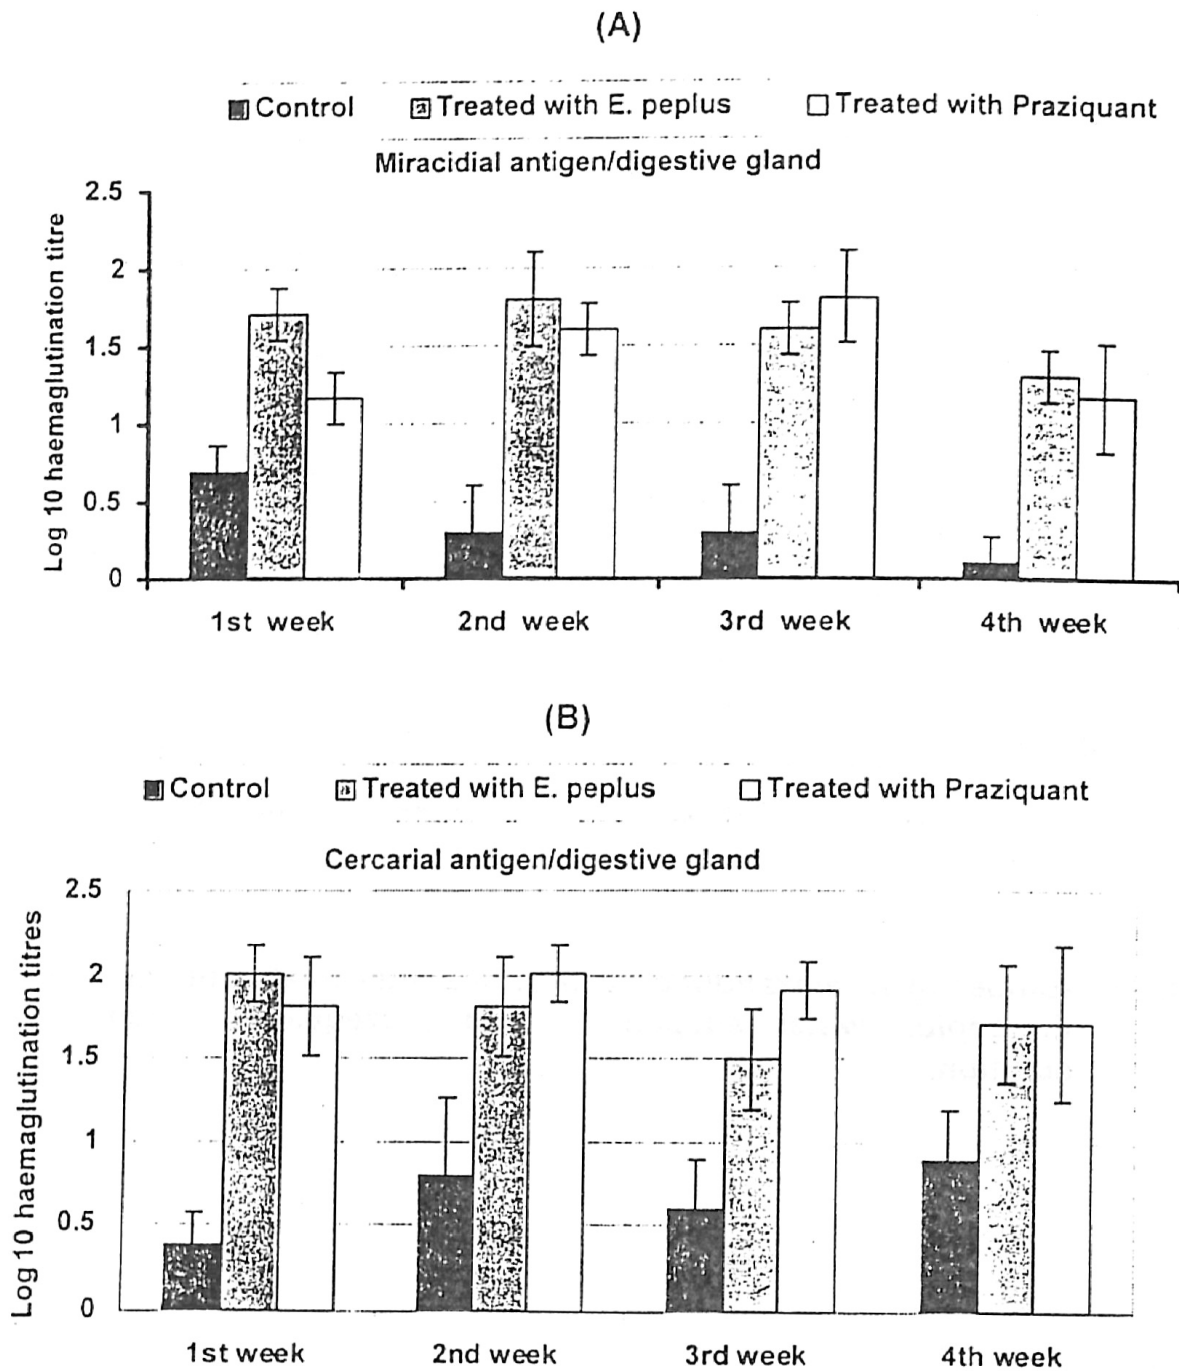 (A)
Control Treated with E. peplus Treated with Praziquant
Miracidial antigen/digestive gland
Log 10 haemaglutination titre
2.5
2
1.5
1
0.5
0
1st week 2nd week 3rd week 4th week
(B)
Control Treated with E. peplus Treated with Praziquant
Cercarial antigen/digestive gland
Log 10 haemaglutination titres
2.5
2
1.5
1
0.5
0
1st week 2nd week 3rd week 4th week